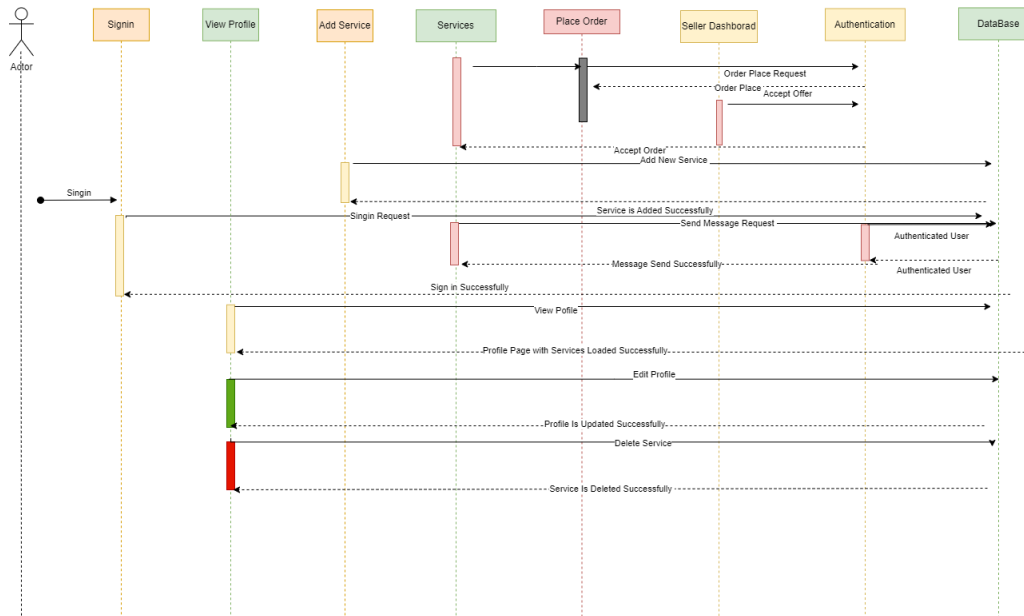 Signin
View Profile
Add Service
Services
Place Order
Seller Dashborad
Authentication
DataBase
Actor
Order Place Request
Order Place
Accept Offer
Accept Order
Add New Service
Singin
Service is Added Successfully
Singin Request
Send Message Request
Authenticated User
Message Send Successfully
Authenticated User
Sign in Successfully
View Pofile
Profile Page with Services Loaded Successfully
Edit Profile
Profile Is Updated Successfully
Delete Service
Service Is Deleted Successfully